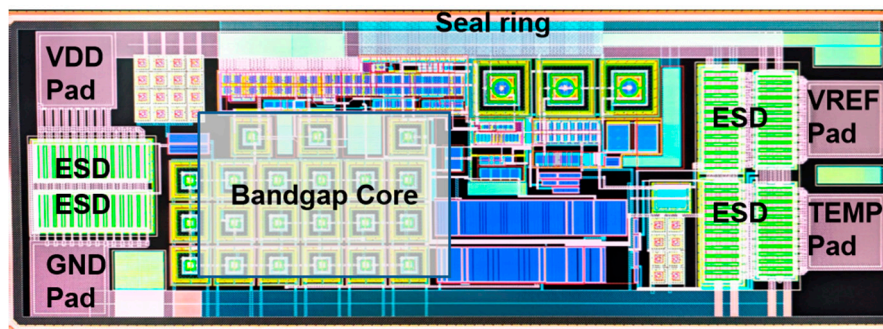 Seal ring
VDD
Pad
ESD
ESD
GND
Pad
Bandgap Core
ESD
ESD
VREF
Pad
TEMP
Pad